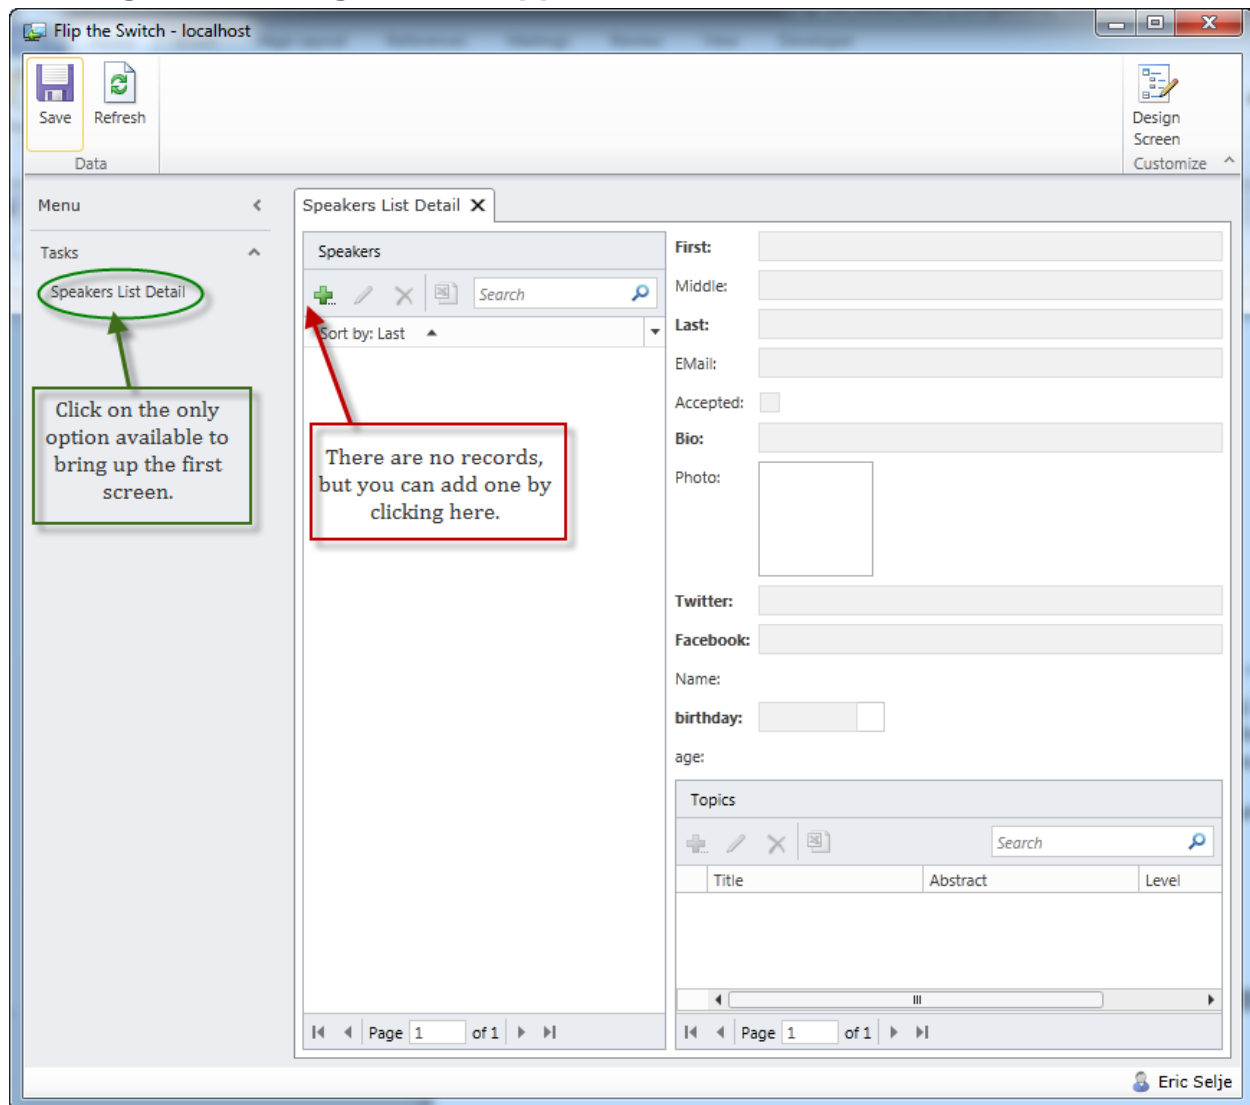 Flip the Switch - localhost
Save
Refresh
Design
Screen
Data
Customize
Menu
Speakers List Detail
Tasks
Speakers List Detail
Click on the only
option available to
bring up the first
screen.
Speakers
Search
Sort by: Last
There are no records,
but you can add one by
clicking here.
Page 1 of 1
First:
Middle:
Last:
EMail:
Accepted:
Bio:
Photo:
Twitter:
Facebook:
Name:
birthday:
age:
Topics
Search
Title Abstract Level
Page 1 of 1
Eric Selje